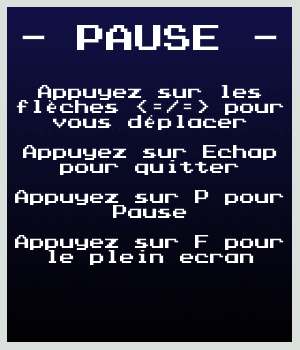 - PAUSE -
Appuyez sur les
flèches <=/=> pour
vous déplacer
Appuyez sur Echap
pour quitter
Appuyez sur P pour
Pause
Appuyez sur F pour
le plein ecran